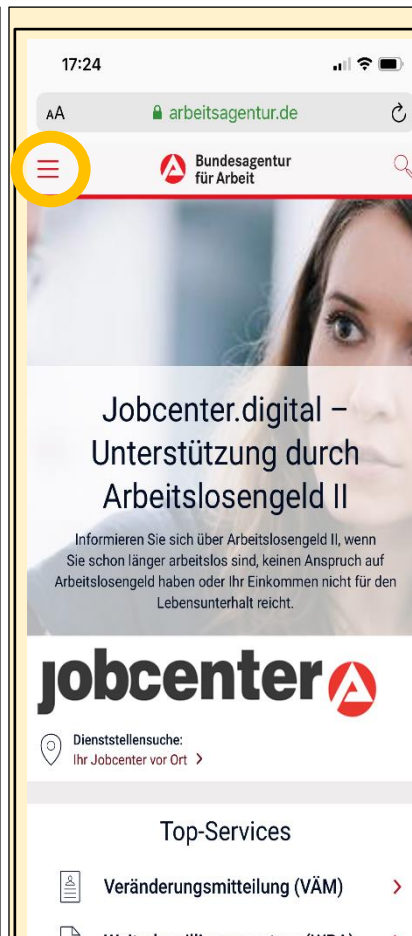 17:24
AA
arbeitsagentur.de
Bundesagentur
für Arbeit
Jobcenter.digital –
Unterstützung durch
Arbeitslosengeld II
Informieren Sie sich über Arbeitslosengeld II, wenn
Sie schon länger arbeitslos sind, keinen Anspruch auf
Arbeitslosengeld haben oder Ihr Einkommen nicht für den
Lebensunterhalt reicht.
jobcenter
Dienststellensuche:
Ihr Jobcenter vor Ort >
Top-Services
Veränderungsmitteilung (VÄM)